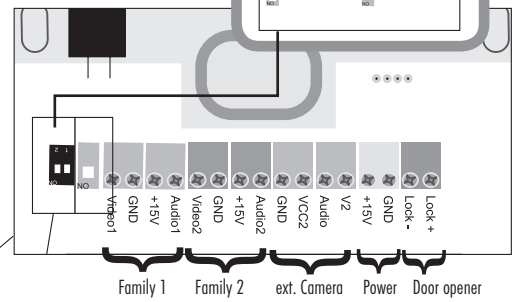 NO
NO
2 1
NO
NO
Video1
GND
+15V
Audio1
Video2
GND
+15V
Audio2
GND
VCC2
Audio
V2
+15V
GND
Lock -
Lock +
Family 1
Family 2
ext. Camera
Power
Door opener